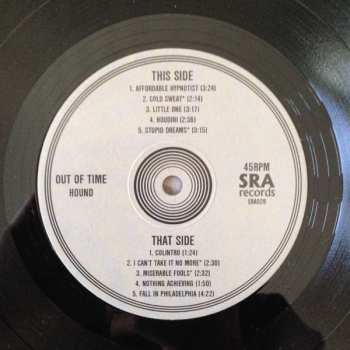 THIS SIDE
1. AFFORDABLE HYPNOTIST (3:24)
2. COLD SWEAT* (2:14)
3. LITTLE ONE (3:17)
4. HOUDINI (2:36)
5. STUPID DREAMS* (3:15)
OUT OF TIME
HOUND
45RPM
SRA
records
SRA029
THAT SIDE
1. COLINTRO (1:24)
2. I CAN'T TAKE IT NO MORE* (2:30)
3. MISERABLE FOOLS* (2:32)
4. NOTHING ACHIEVING (1:50)
5. FALL IN PHILADELPHIA (4:22)